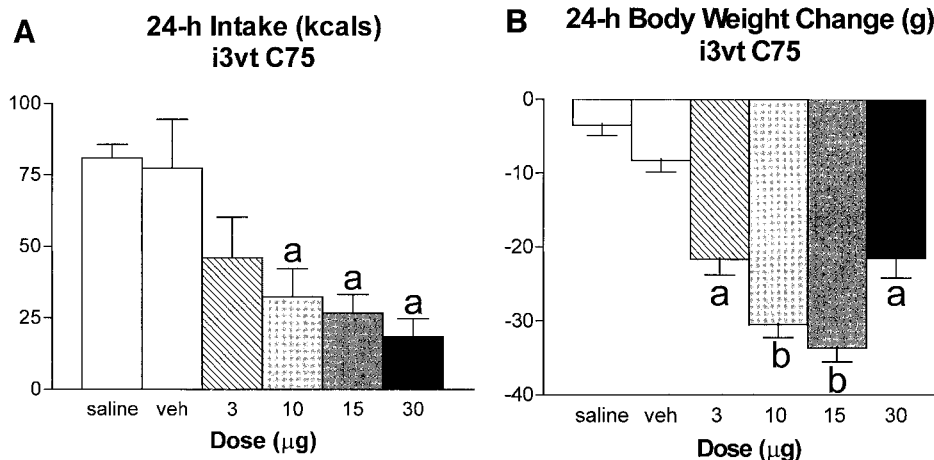 A
24-h Intake (kcals)
i3vt C75
100
75
50
25
0
a
a
a
saline veh 3 10 15 30
Dose (μg)
B
24-h Body Weight Change (g)
i3vt C75
0
-10
-20
-30
-40
a
b
b
a
saline veh 3 10 15 30
Dose (μg)